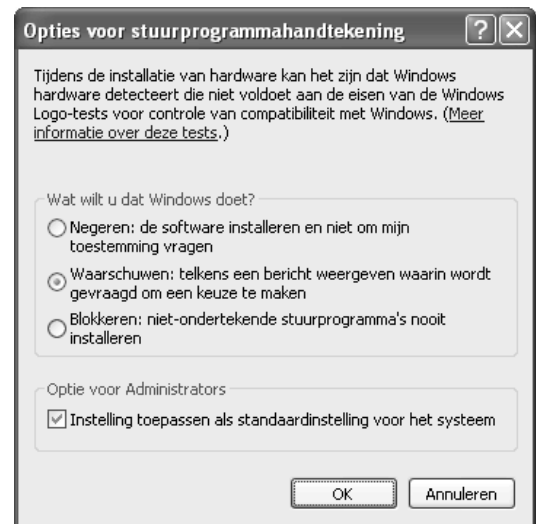 Opties voor stuurprogrammahandtekening
Tijdens de installatie van hardware kan het zijn dat Windows
hardware detecteert die niet voldoet aan de eisen van de Windows
Logo-tests voor controle van compatibiliteit met Windows. (Meer
informatie over deze tests.)
Wat wilt u dat Windows doet?
Negeren: de software installeren en niet om mijn
toestemming vragen
Waarschuwen: telkens een bericht weergeven waarin wordt
gevraagd om een keuze te maken
Blokkeren: niet-ondertekende stuurprogramma's nooit
installeren
Optie voor Administrators
Instelling toepassen als standaardinstelling voor het systeem
OK Annuleren